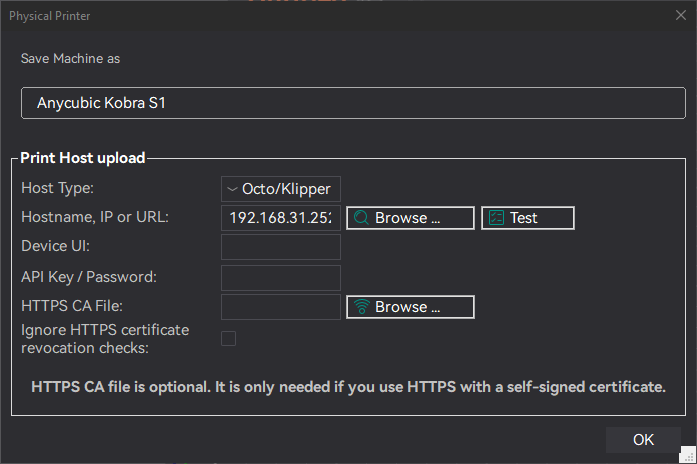 Physical Printer
Save Machine as
Anycubic Kobra S1
Print Host upload
Host Type:
Octo/Klipper
Hostname, IP or URL:
192.168.31.252
Browse ...
Test
Device UI:
API Key / Password:
HTTPS CA File:
Browse ...
Ignore HTTPS certificate
revocation checks:
HTTPS CA file is optional. It is only needed if you use HTTPS with a self-signed certificate.
OK